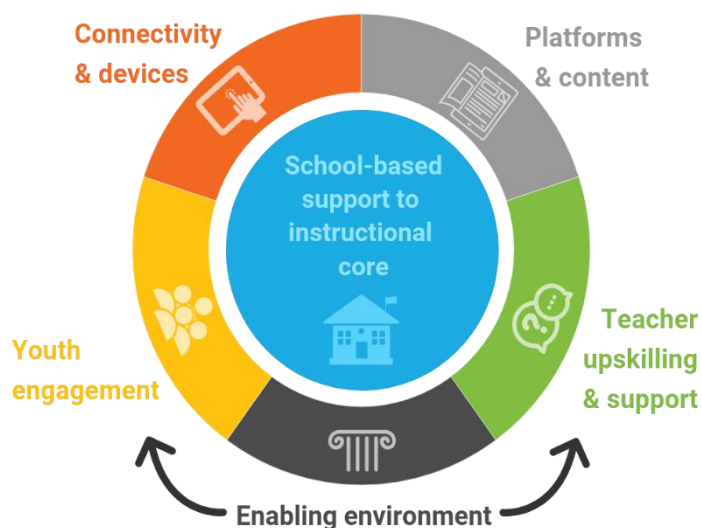 Connectivity
& devices
Platforms
& content
School-based
support to
instructional
core
Youth
engagement
Teacher
upskilling
& support
Enabling environment